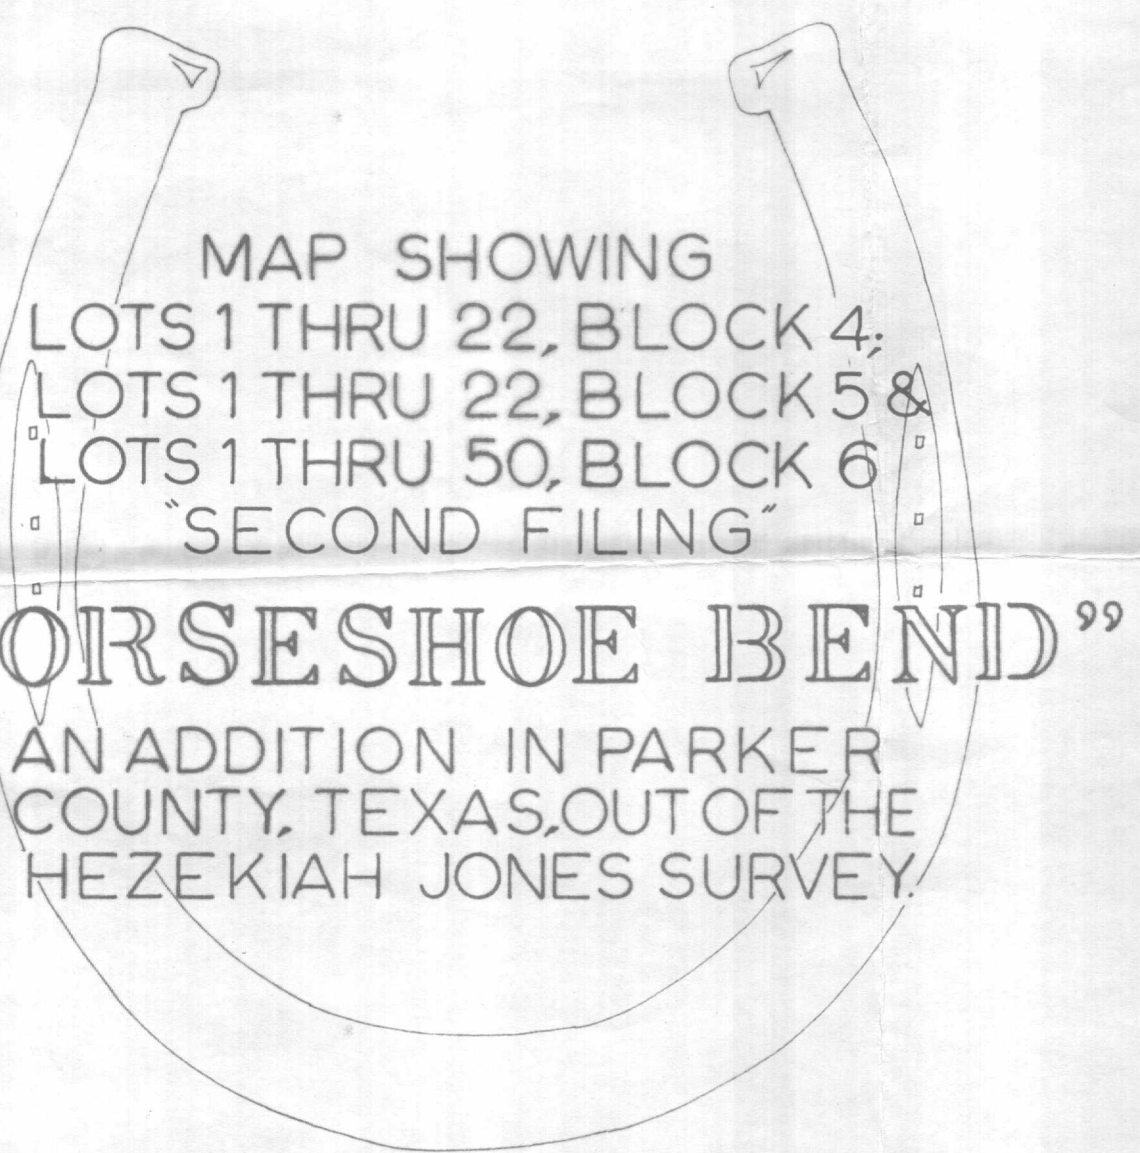 MAP SHOWING
LOTS 1 THRU 22, BLOCK 4;
LOTS 1 THRU 22, BLOCK 5 &
LOTS 1 THRU 50, BLOCK 6
"SECOND FILING"
ORSESHOE BEND”
AN ADDITION IN PARKER
COUNTY, TEXAS, OUT OF THE
HEZEKIAH JONES SURVEY.